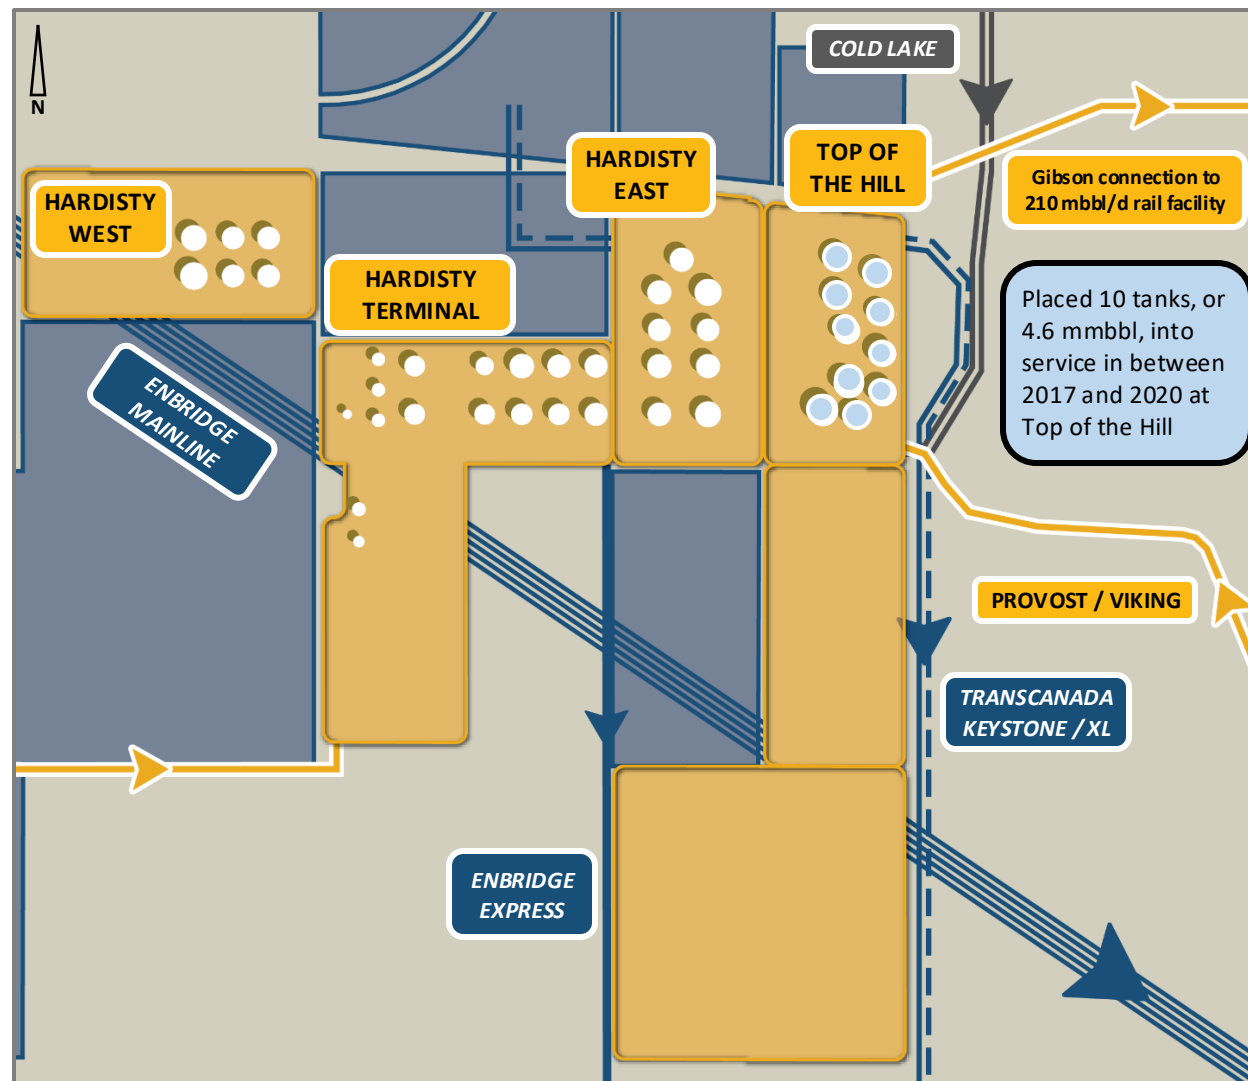 COLD LAKE
N
HARDISTY
EAST
TOP OF
THE HILL
Gibson connection to
210 mbbl/d rail facility
HARDISTY
WEST
HARDISTY
TERMINAL
Placed 10 tanks, or
4.6 mmbbl, into
service in between
2017 and 2020 at
Top of the Hill
ENBRIDGE
MAINLINE
PROVOST / VIKING
TRANSCANADA
KEYSTONE / XL
ENBRIDGE
EXPRESS